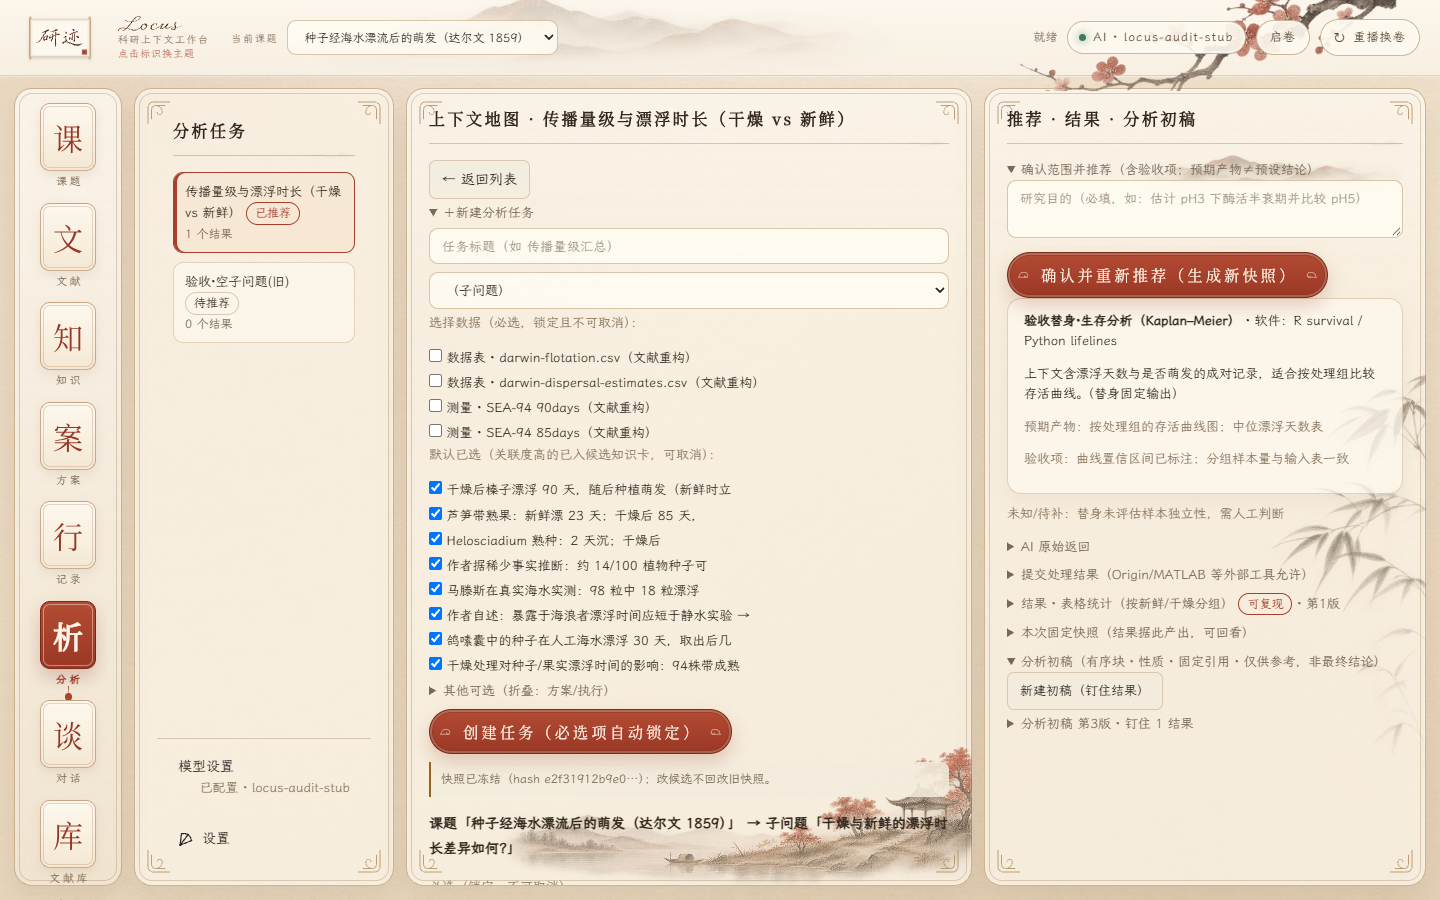 研迹
Locus
科研上下文工作台
点击标识换主题
当前课题
种子经海水漂流后的萌发（达尔文 1859）
就绪
AI · locus-audit-stub
启卷
↻ 重播换卷
课
课题
文
文献
知
知识
案
方案
行
记录
析
分析
谈
对话
库
文献库
分析任务
传播量级与漂浮时长（干燥
vs 新鲜） 已推荐
1 个结果
验收·空子问题(旧)
待推荐
0 个结果
模型设置
已配置 · locus-audit-stub
设置
上下文地图 · 传播量级与漂浮时长（干燥 vs 新鲜）
← 返回列表
▼ ＋新建分析任务
任务标题（如 传播量级汇总）
（子问题）
选择数据（必选，锁定且不可取消）：
数据表 · darwin-flotation.csv（文献重构）
数据表 · darwin-dispersal-estimates.csv（文献重构）
测量 · SEA-94 90days（文献重构）
测量 · SEA-94 85days（文献重构）
默认已选（关联度高的已入候选知识卡，可取消）：
干燥后榛子漂浮 90 天，随后种植萌发（新鲜时立
芦笋带熟果：新鲜漂 23 天；干燥后 85 天，
Helosciadium 熟种：2 天沉；干燥后
作者据稀少事实推断：约 14/100 植物种子可
马滕斯在真实海水实测：98 粒中 18 粒漂浮
作者自述：暴露于海浪者漂浮时间应短于静水实验 →
鸽嗉囊中的种子在人工海水漂浮 30 天，取出后几
干燥处理对种子/果实漂浮时间的影响：94株带成熟
▶ 其他可选（折叠：方案/执行）
创建任务（必选项自动锁定）
快照已冻结（hash e2f31912b9e0…）；改候选不回改旧快照。
课题「种子经海水漂流后的萌发（达尔文 1859）」 → 子问题「干燥与新鲜的漂浮时
长差异如何?」
必选（锁定，不可取消）
推荐 · 结果 · 分析初稿
▼ 确认范围并推荐（含验收项；预期产物≠预设结论）
研究目的（必填，如：估计 pH3 下酶活半衰期并比较 pH5）
确认并重新推荐（生成新快照）
验收替身·生存分析（Kaplan–Meier） · 软件：R survival /
Python lifelines
上下文含漂浮天数与是否萌发的成对记录，适合按处理组比较
存活曲线。（替身固定输出）
预期产物：按处理组的存活曲线图；中位漂浮天数表
验收项：曲线置信区间已标注；分组样本量与输入表一致
未知/待补：替身未评估样本独立性，需人工判断
▶ AI 原始返回
▶ 提交处理结果（Origin/MATLAB 等外部工具允许）
▶ 结果 · 表格统计（按新鲜/干燥分组） 可复现 · 第1版
▶ 本次固定快照（结果据此产出，可回看）
▼ 分析初稿（有序块 · 性质 · 固定引用 · 仅供参考，非最终结论）
新建初稿（钉住结果）
▶ 分析初稿 第3版 · 钉住 1 结果